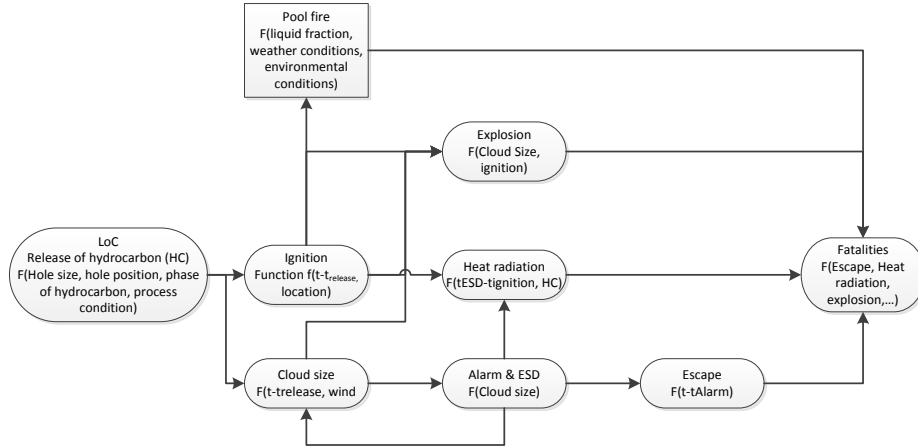 Pool fire
F(liquid fraction,
weather conditions,
environmental
conditions)
Explosion
F(Cloud Size,
ignition)
LoC
Release of hydrocarbon (HC)
F(Hole size, hole position, phase
of hydrocarbon, process
condition)
Ignition
Function f(t-trelease,
location)
Heat radiation
F(tESD-tignition, HC)
Fatalities
F(Escape, Heat
radiation,
explosion,...)
Cloud size
F(t-trelease, wind
Alarm & ESD
F(Cloud size)
Escape
F(t-tAlarm)